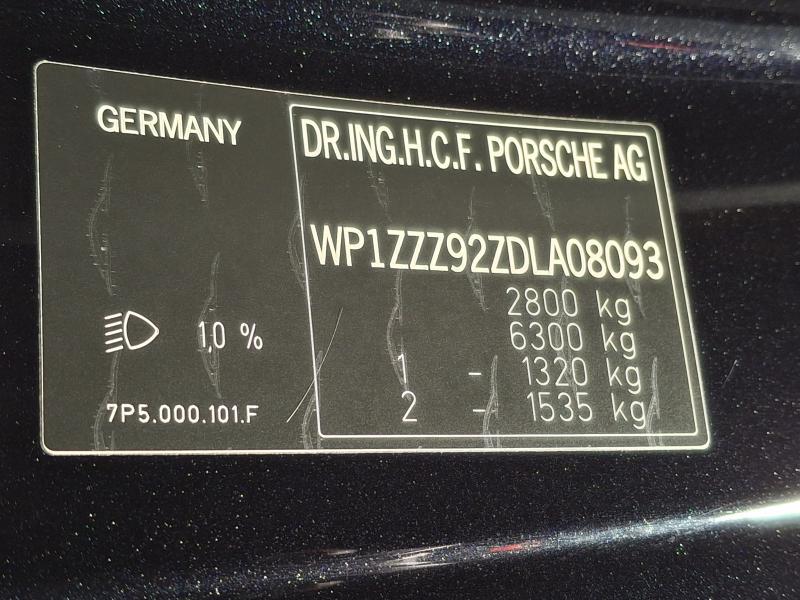 GERMANY
DR.ING.H.C.F. PORSCHE AG
WP1ZZZ92ZDLA08093
2800 kg
6300 kg
1 - 1320 kg
1,0 %
2 - 1535 kg
7P5.000.101.F